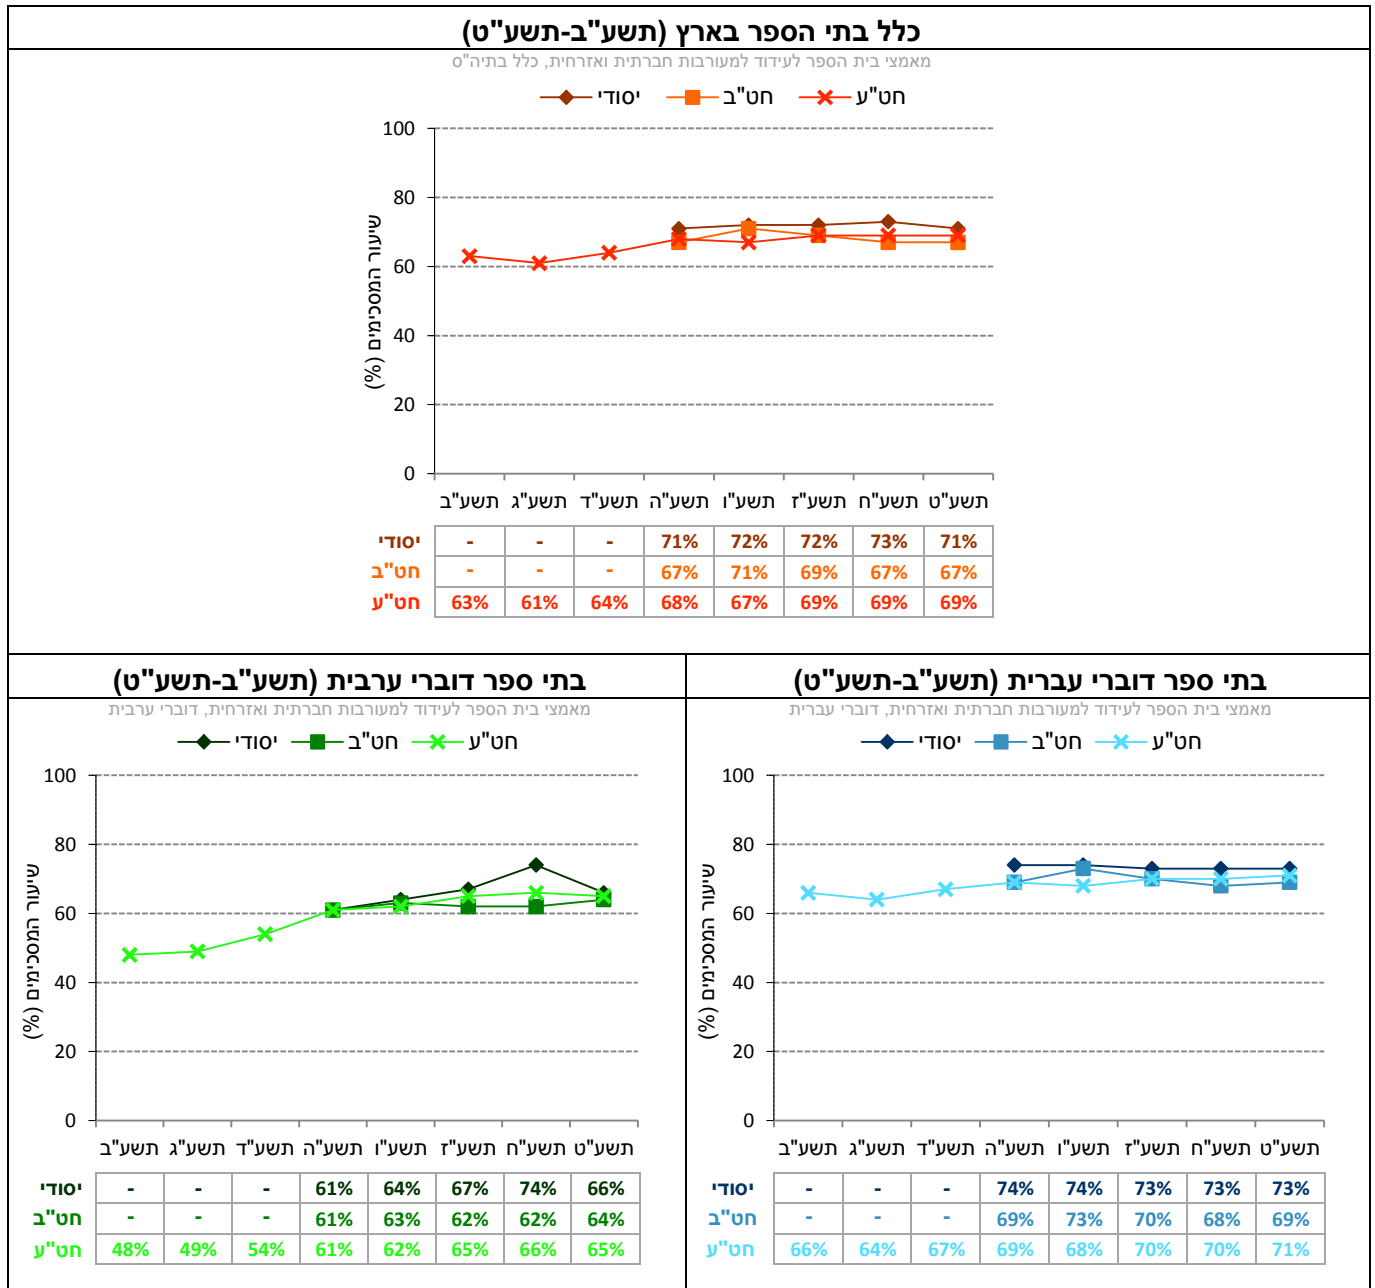 כלל בתי הספר בארץ (תשע"ב-תשע"ט)
מאמצי בית הספר לעידוד למעורבות חברתית ואזרחית, כלל בתיה"ס
יסודי חט"ב חט"ע
שיעור המסכימים (%)
100
80
60
40
20
0
תשע"ב תשע"ג תשע"ד תשע"ה תשע"ו תשע"ז תשע"ח תשע"ט
יסודי - - - 71% 72% 72% 73% 71%
חט"ב - - - 67% 71% 69% 67% 67%
חט"ע 63% 61% 64% 68% 67% 69% 69% 69%
בתי ספר דוברי עברית (תשע"ב-תשע"ט)
מאמצי בית הספר לעידוד למעורבות חברתית ואזרחית, דוברי עברית
יסודי חט"ב חט"ע
שיעור המסכימים (%)
100
80
60
40
20
0
תשע"ב תשע"ג תשע"ד תשע"ה תשע"ו תשע"ז תשע"ח תשע"ט
יסודי - - - 74% 74% 73% 73% 73%
חט"ב - - - 69% 73% 70% 68% 69%
חט"ע 66% 64% 67% 69% 68% 70% 70% 71%
בתי ספר דוברי ערבית (תשע"ב-תשע"ט)
מאמצי בית הספר לעידוד למעורבות חברתית ואזרחית, דוברי ערבית
יסודי חט"ב חט"ע
שיעור המסכימים (%)
100
80
60
40
20
0
תשע"ב תשע"ג תשע"ד תשע"ה תשע"ו תשע"ז תשע"ח תשע"ט
יסודי - - - 61% 64% 67% 74% 66%
חט"ב - - - 61% 63% 62% 62% 64%
חט"ע 48% 49% 54% 61% 62% 65% 66% 65%